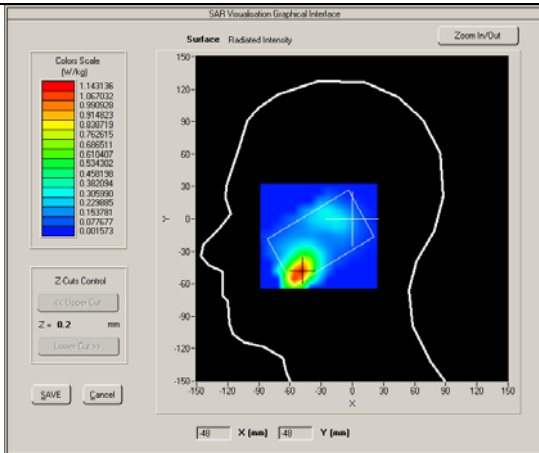 SAR Visualisation Graphical Interface
Surface Radiated Intensity
Zoom In/Out
Colors Scale
(W/kg)
1.143136
1.067032
0.990928
0.914823
0.838719
0.762615
0.686511
0.610407
0.534302
0.458198
0.382094
0.305990
0.229885
0.153781
0.077677
0.001573
150
120
90
60
30
0
-30
-60
-90
-120
-150
Y
-150 -120 -90 -60 -30 0 30 60 90 120 150
X
Z Cuts Control
<< Upper Cut
Z = 0.2 mm
Lower Cut >>
SAVE Cancel
-48 X (mm) -48 Y (mm)